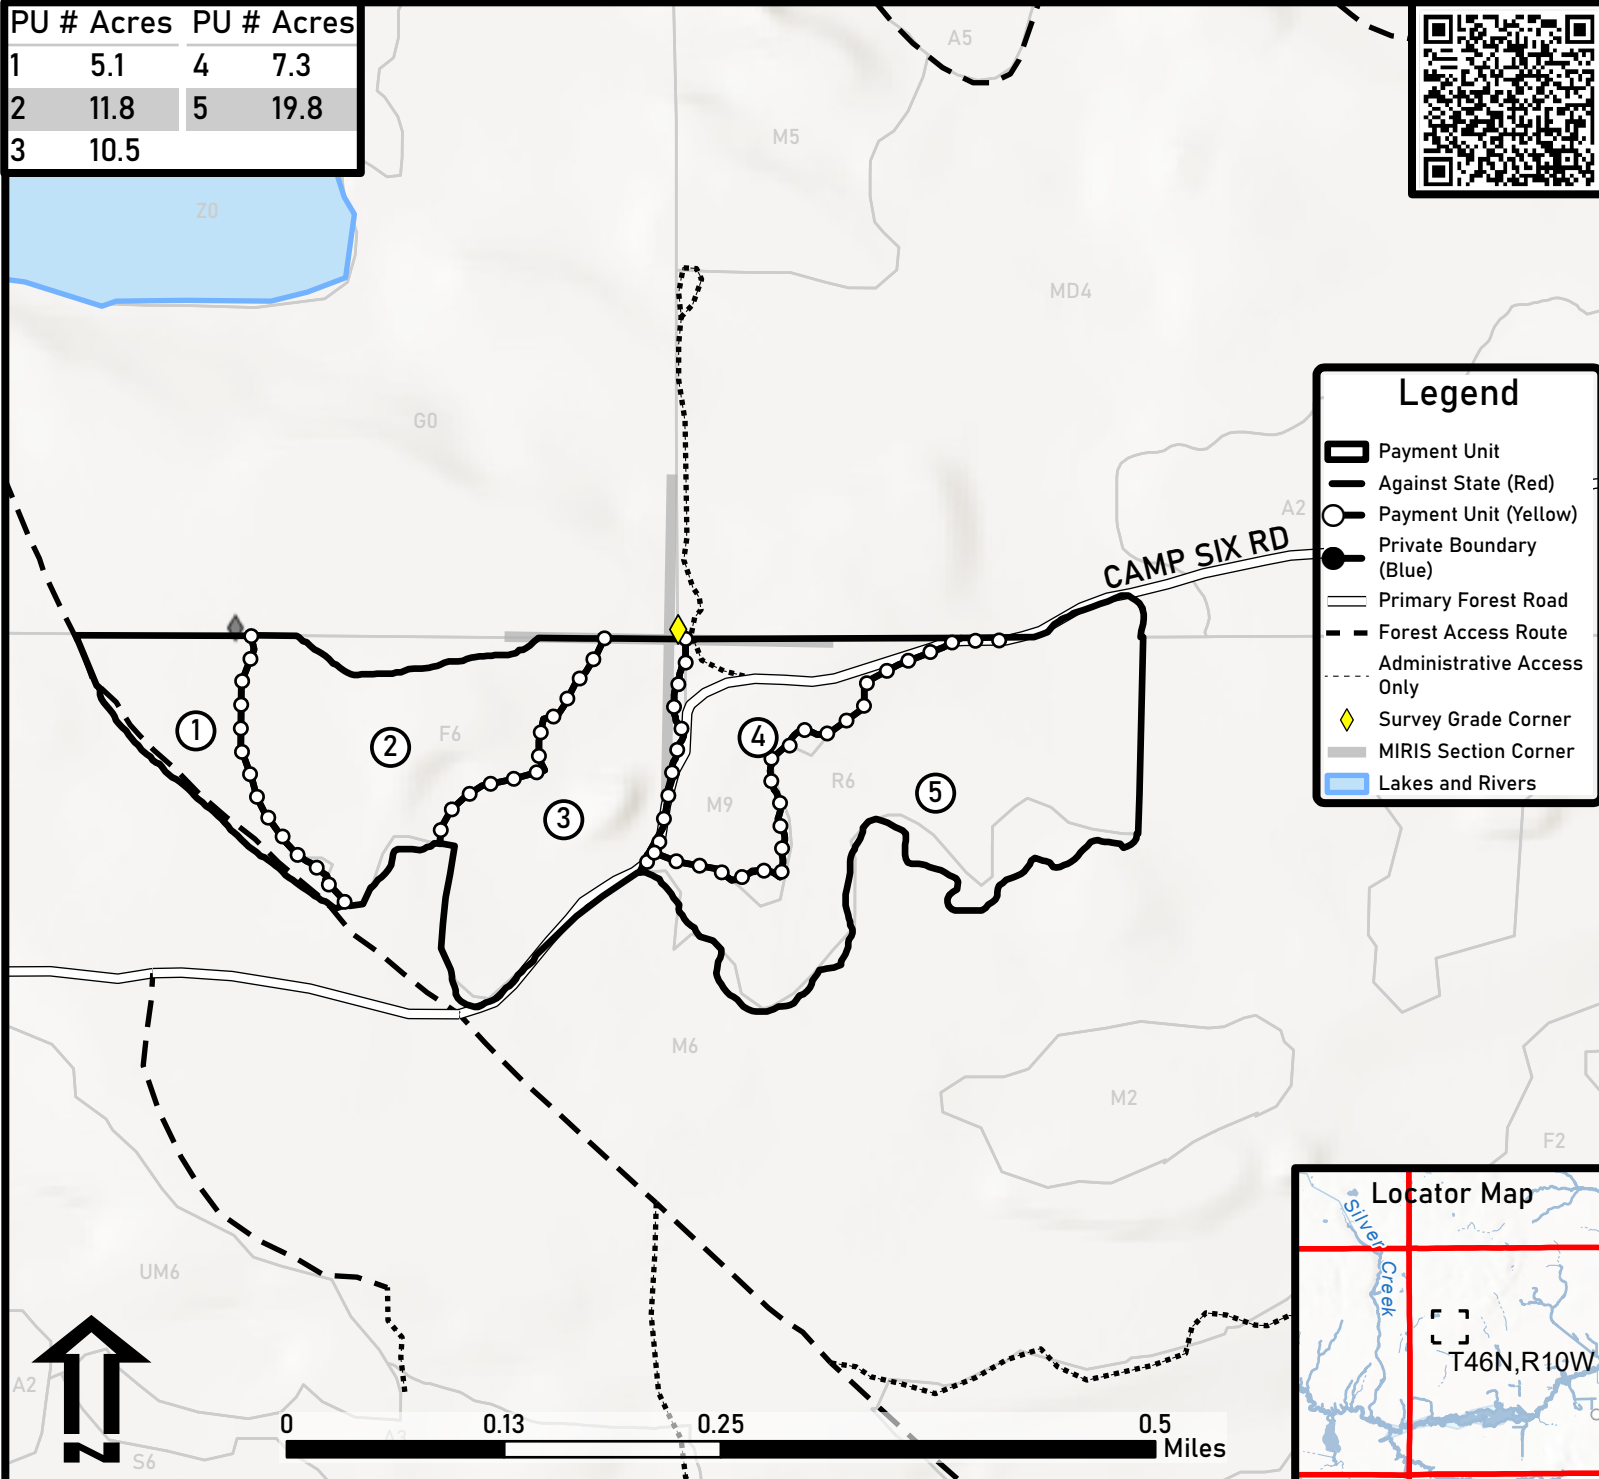 PU # Acres PU # Acres
1 5.1 4 7.3
2 11.8 5 19.8
3 10.5
A5
M5
Z0
MD4
G0
A2
CAMP SIX RD
Legend
Payment Unit
Against State (Red)
Payment Unit (Yellow)
Private Boundary
(Blue)
Primary Forest Road
Forest Access Route
Administrative Access
Only
Survey Grade Corner
MIRIS Section Corner
Lakes and Rivers
1
2
F6
3
4
M9
R6
5
M6
M2
F2
UM6
A2
S6
A3
N
0 0.13 0.25 0.5
Miles
Locator Map
Silver
Creek
T46N,R10W